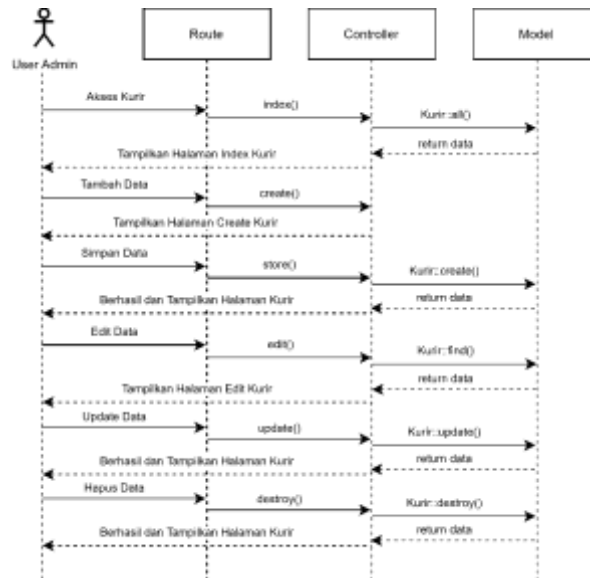 Route
Controller
Model
User Admin
Akses Kurir
index()
Kurir::all()
return data
Tampilkan Halaman Index Kurir
Tambah Data
create()
Tampilkan Halaman Create Kurir
Simpan Data
store()
Kurir::create()
return data
Berhasil dan Tampilkan Halaman Kurir
Edit Data
edit()
Kurir::find()
return data
Tampilkan Halaman Edit Kurir
Update Data
update()
Kurir::update()
return data
Berhasil dan Tampilkan Halaman Kurir
Hapus Data
destroy()
Kurir::destroy()
return data
Berhasil dan Tampilkan Halaman Kurir